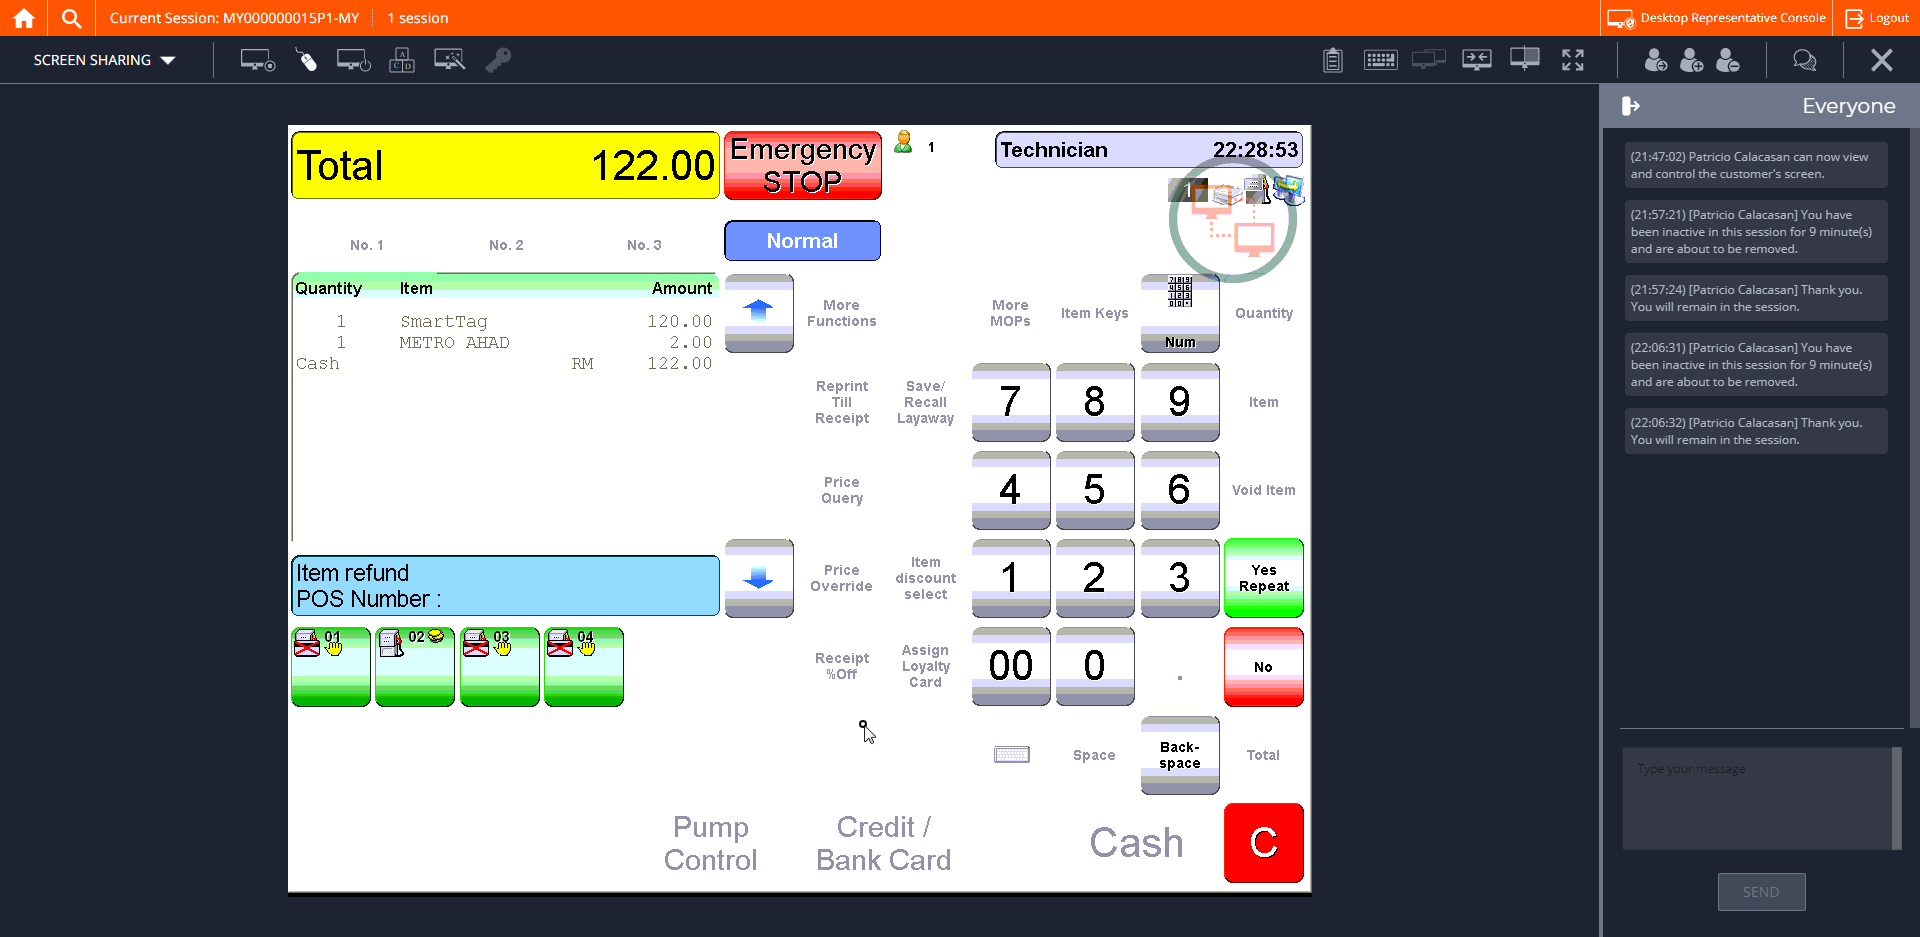 Current Session: MY000000015P1-MY
1 session
Desktop Representative Console
Logout
SCREEN SHARING
Everyone
(21:47:02) Patricio Calacasan can now view
and control the customer's screen.
(21:57:21) [Patricio Calacasan] You have
been inactive in this session for 9 minute(s)
and are about to be removed.
(21:57:24) [Patricio Calacasan] Thank you.
You will remain in the session.
(22:06:31) [Patricio Calacasan] You have
been inactive in this session for 9 minute(s)
and are about to be removed.
(22:06:32) [Patricio Calacasan] Thank you.
You will remain in the session.
Type your message
SEND
Total 122.00
Emergency
STOP
1
Technician 22:28:53
1
No. 1 No. 2 No. 3
Normal
Quantity Item Amount
1 SmartTag 120.00
1 METRO AHAD 2.00
Cash RM 122.00
Item refund
POS Number :
01
02
03
04
More
Functions
More
MOPs
Item Keys
Num
Quantity
Reprint
Till
Receipt
Save/
Recall
Layaway
7 8 9
Item
Price
Query
4 5 6
Void Item
Price
Override
Item
discount
select
1 2 3
Yes
Repeat
Receipt
%Off
Assign
Loyalty
Card
00 0 .
No
Space
Back-
space
Total
Pump
Control
Credit /
Bank Card
Cash
C